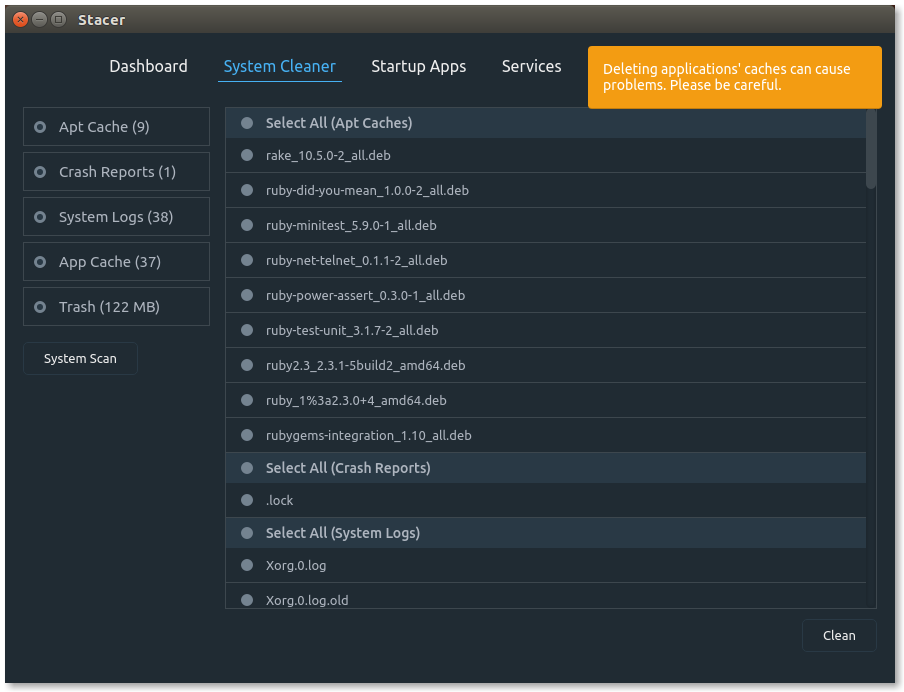 Stacer
Dashboard
System Cleaner
Startup Apps
Services
Deleting applications' caches can cause
problems. Please be careful.
Apt Cache (9)
Crash Reports (1)
System Logs (38)
App Cache (37)
Trash (122 MB)
System Scan
Select All (Apt Caches)
rake_10.5.0-2_all.deb
ruby-did-you-mean_1.0.0-2_all.deb
ruby-minitest_5.9.0-1_all.deb
ruby-net-telnet_0.1.1-2_all.deb
ruby-power-assert_0.3.0-1_all.deb
ruby-test-unit_3.1.7-2_all.deb
ruby2.3_2.3.1-5build2_amd64.deb
ruby_1%3a2.3.0+4_amd64.deb
rubygems-integration_1.10_all.deb
Select All (Crash Reports)
.lock
Select All (System Logs)
Xorg.0.log
Xorg.0.log.old
Clean